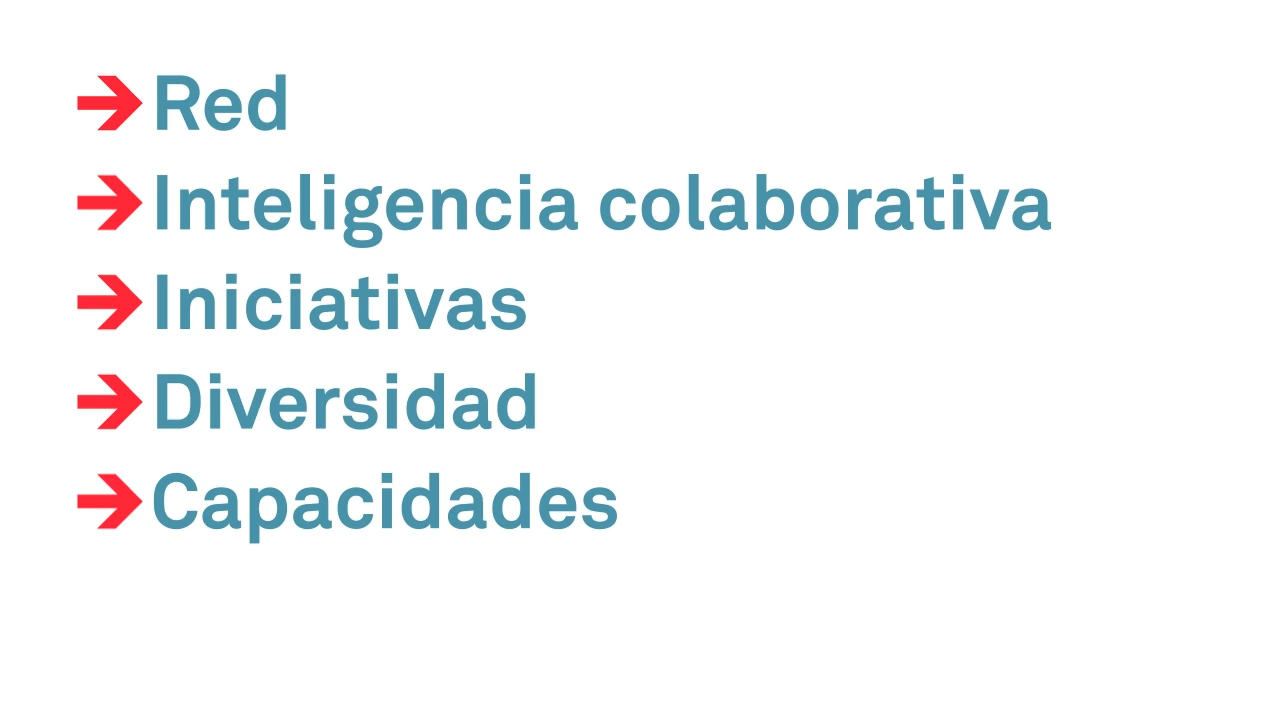 → Red
→ Inteligencia colaborativa
→ Iniciativas
→ Diversidad
→ Capacidades